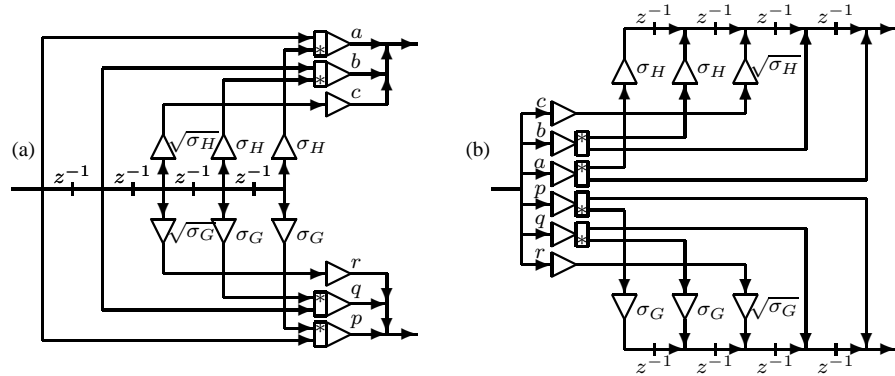 a
*
*
b
*
c
√σ_H σ_H σ_H
(a)
z⁻¹ z⁻¹ z⁻¹ z⁻¹
√σ_G σ_G σ_G
r
* q
* p
z⁻¹ z⁻¹ z⁻¹ z⁻¹
σ_H σ_H √σ_H
c
b *
(b)
a *
p *
q *
r
σ_G σ_G √σ_G
z⁻¹ z⁻¹ z⁻¹ z⁻¹